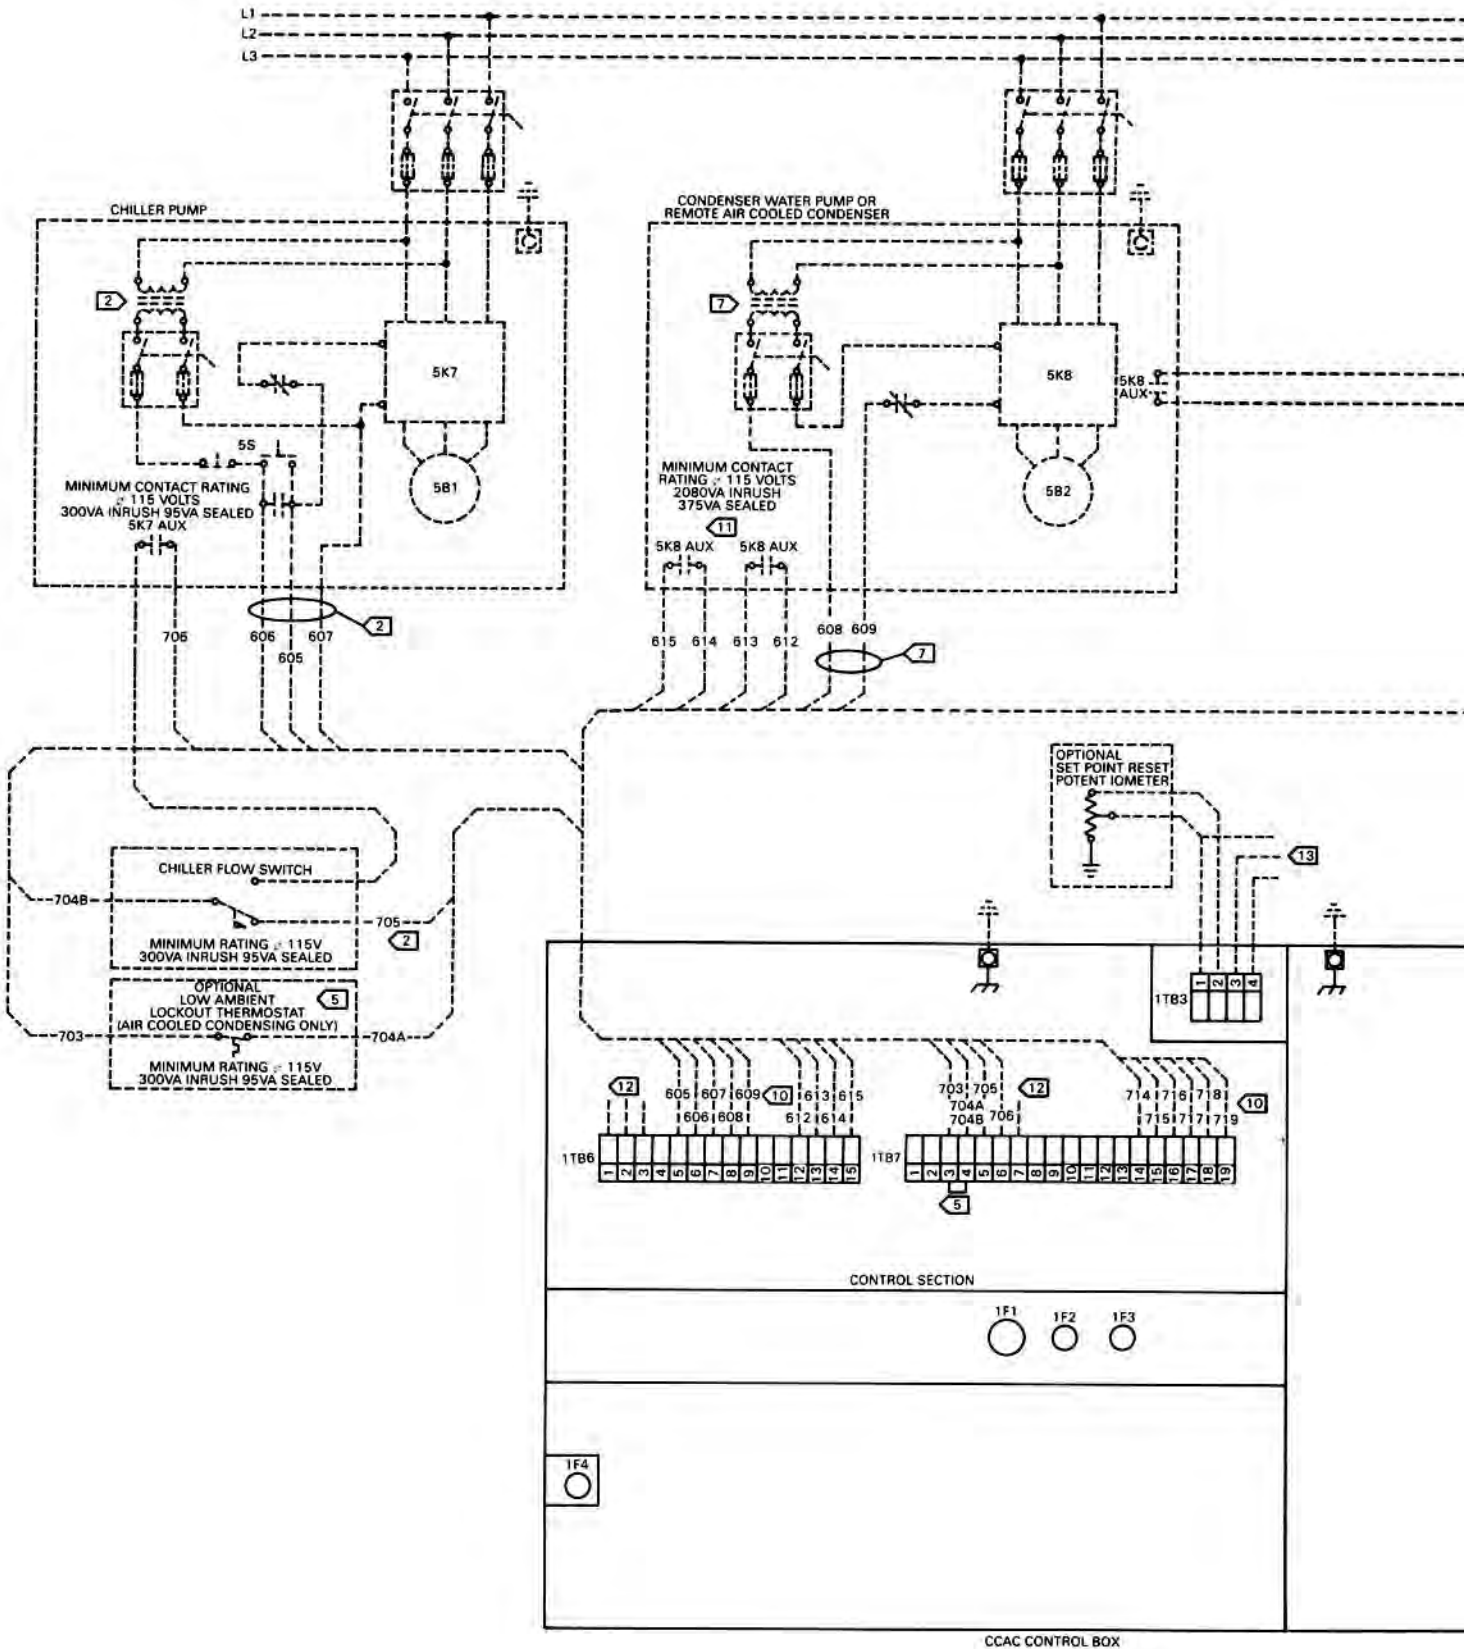 L1
L2
L3
CHILLER PUMP
CONDENSER WATER PUMP OR
REMOTE AIR COOLED CONDENSER
2
7
5K7
5K8
5K8
AUX
5S
5B1
5B2
MINIMUM CONTACT RATING
115 VOLTS
300VA INRUSH 95VA SEALED
5K7 AUX
MINIMUM CONTACT
RATING 115 VOLTS
2080VA INRUSH
375VA SEALED
11
5K8 AUX
5K8 AUX
706
606
605
607
2
615
614
613
612
608
609
7
OPTIONAL
SET POINT RESET
POTENTIOMETER
13
CHILLER FLOW SWITCH
704B
705
2
MINIMUM RATING 115V
300VA INRUSH 95VA SEALED
OPTIONAL
LOW AMBIENT
LOCKOUT THERMOSTAT
(AIR COOLED CONDENSING ONLY)
5
703
704A
MINIMUM RATING 115V
300VA INRUSH 95VA SEALED
1TB3
1 2 3 4
12
605 607 609
606 608
10
613 615
612 614
703 705
704A
704B 706
12
714 716 718
715 717 719
10
1TB6
1 2 3 4 5 6 7 8 9 10 11 12 13 14 15
1TB7
1 2 3 4 5 6 7 8 9 10 11 12 13 14 15 16 17 18 19
5
CONTROL SECTION
1F1
1F2
1F3
1F4
CCAC CONTROL BOX